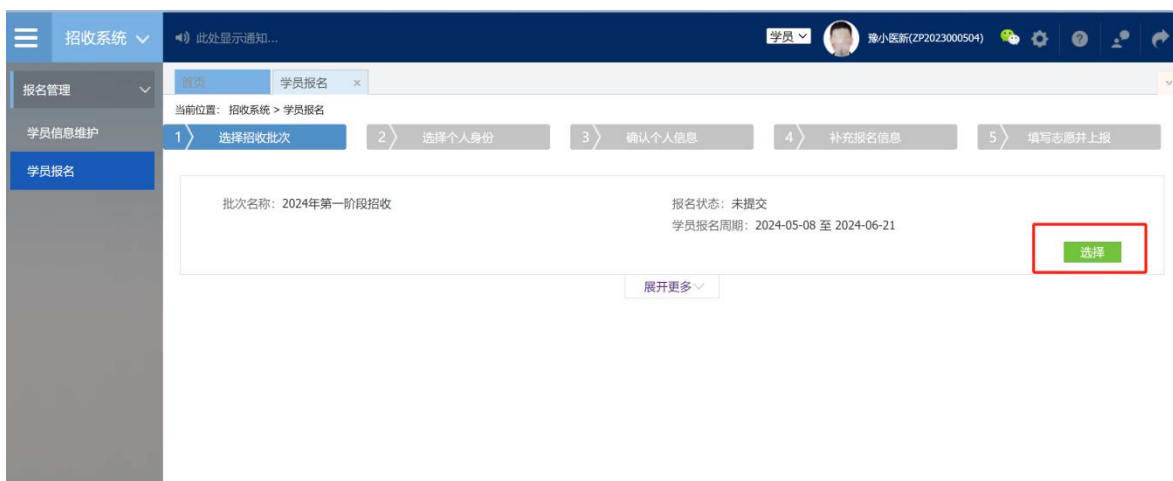 招收系统
此处显示通知...
学员
豫小医新(ZP2023000504)
报名管理
学员信息维护
学员报名
首页
学员报名 ×
当前位置： 招收系统 > 学员报名
1 选择招收批次
2 选择个人身份
3 确认个人信息
4 补充报名信息
5 填写志愿并上报
批次名称：2024年第一阶段招收
报名状态：未提交
学员报名周期：2024-05-08 至 2024-06-21
选择
展开更多